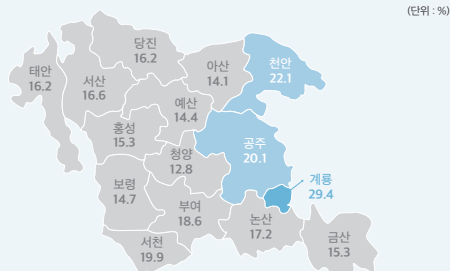 (단위 : %)
당진
16.2
아산
14.1
천안
22.1
태안
16.2
서산
16.6
예산
14.4
홍성
15.3
공주
20.1
청양
12.8
계룡
29.4
보령
14.7
부여
18.6
논산
17.2
금산
15.3
서천
19.9